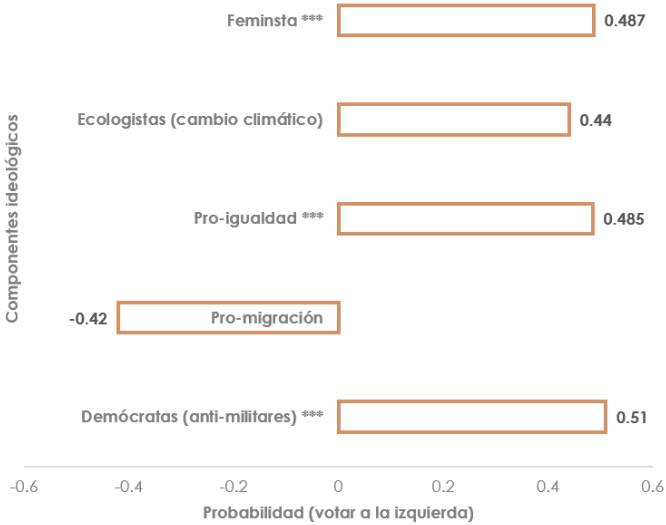 Feminsta ***
0.487
Ecologistas (cambio climático)
0.44
Pro-igualdad ***
0.485
-0.42
Pro-migración
Demócratas (anti-militares) ***
0.51
Componentes ideológicos
-0.6
-0.4
-0.2
0
0.2
0.4
0.6
Probabilidad (votar a la izquierda)